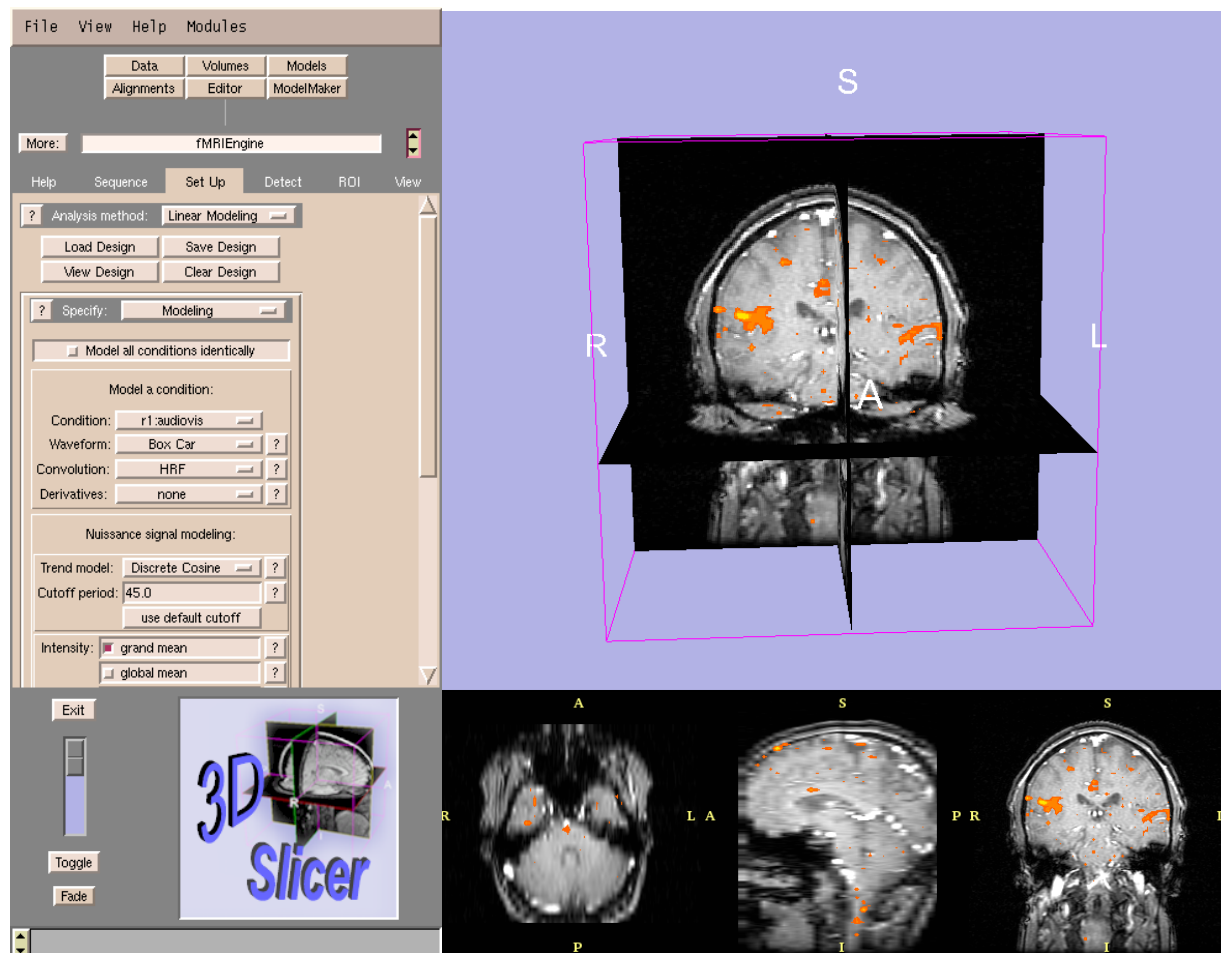 File View Help Modules
Data Volumes Models
Alignments Editor ModelMaker
More: fMRIEngine
Help Sequence Set Up Detect ROI View
? Analysis method: Linear Modeling
Load Design Save Design
View Design Clear Design
? Specify: Modeling
Model all conditions identically
Model a condition:
Condition: r1:audiovis
Waveform: Box Car ?
Convolution: HRF ?
Derivatives: none ?
Nuissance signal modeling:
Trend model: Discrete Cosine ?
Cutoff period: 45.0 ?
use default cutoff
Intensity: grand mean ?
global mean ?
Exit
Toggle
Fade
S
R
A
3D
Slicer
S
R
L
A
A
R
L
P
S
A
P
I
S
R
L
I